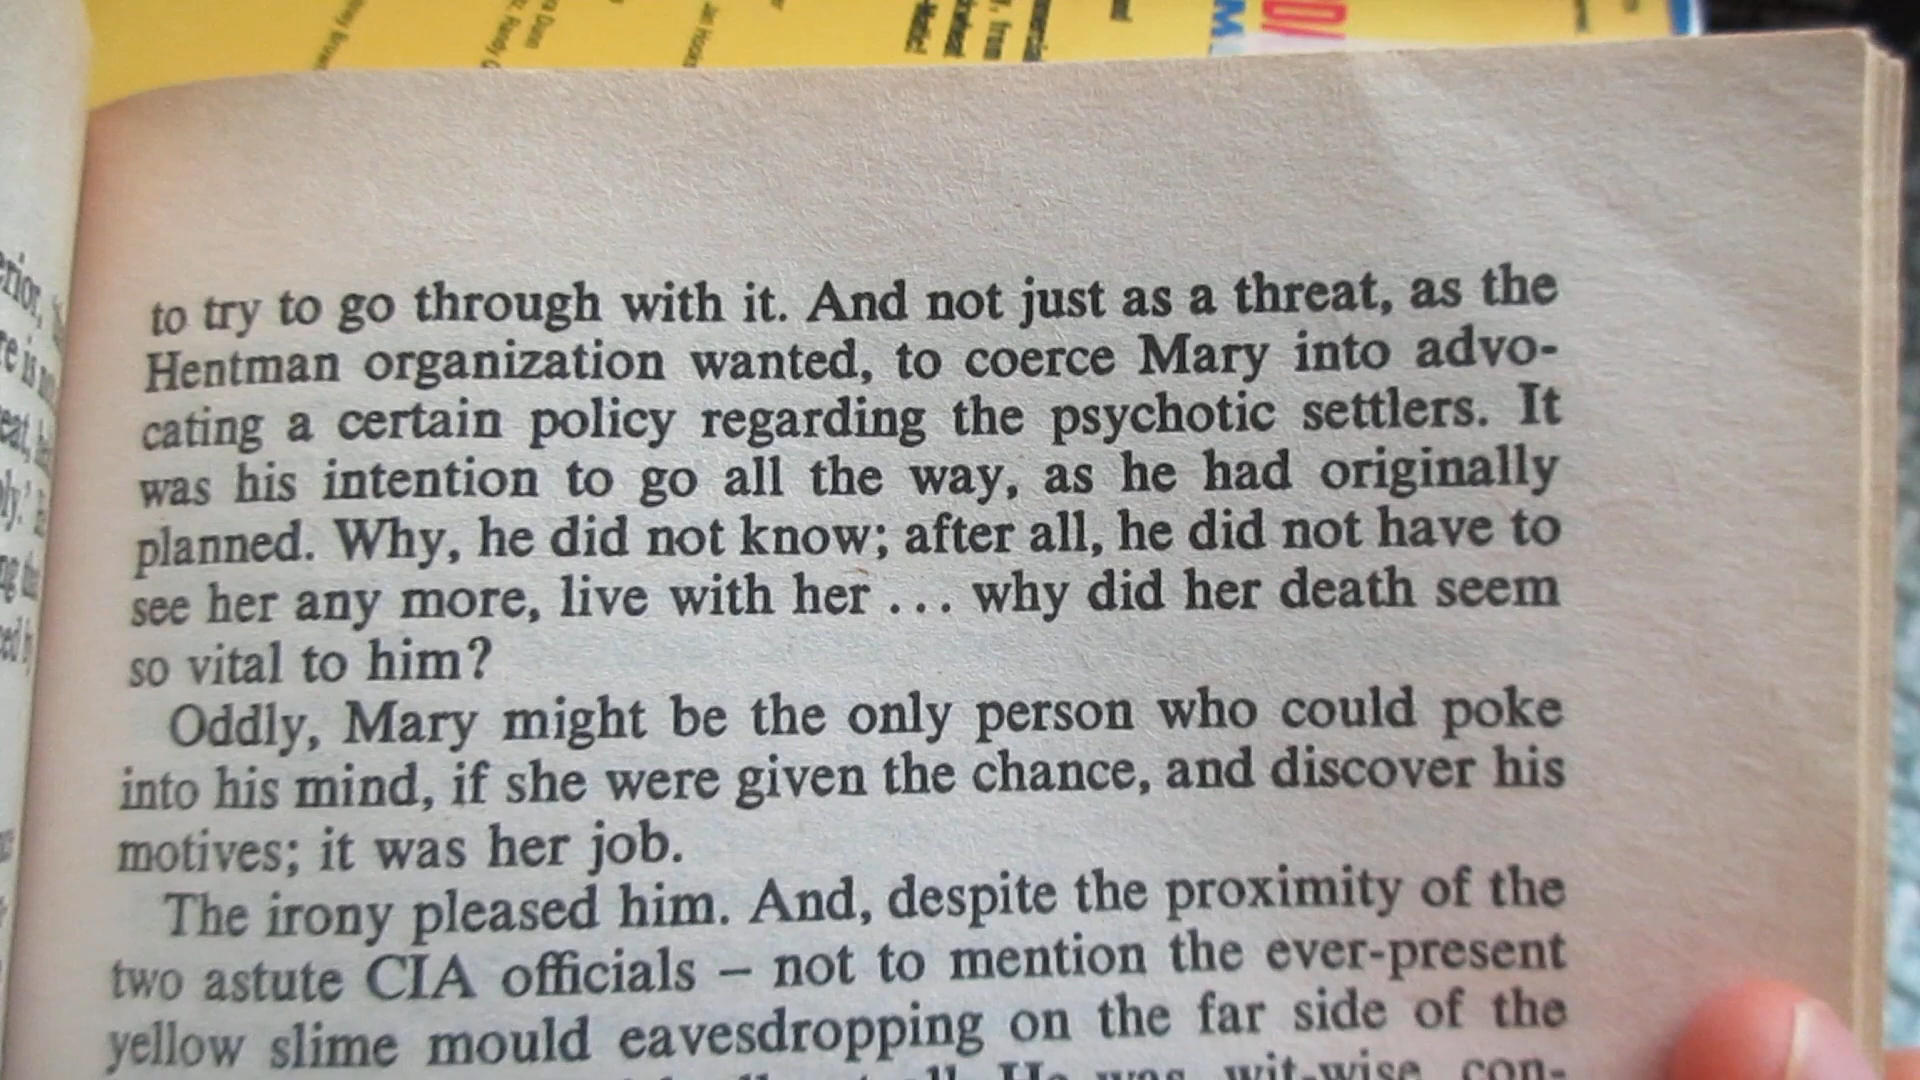 to try to go through with it. And not just as a threat, as the
Hentman organization wanted, to coerce Mary into advo-
cating a certain policy regarding the psychotic settlers. It
was his intention to go all the way, as he had originally
planned. Why, he did not know; after all, he did not have to
see her any more, live with her ... why did her death seem
so vital to him?
Oddly, Mary might be the only person who could poke
into his mind, if she were given the chance, and discover his
motives; it was her job.
The irony pleased him. And, despite the proximity of the
two astute CIA officials – not to mention the ever-present
yellow slime mould eavesdropping on the far side of the
He was wit-wise con-